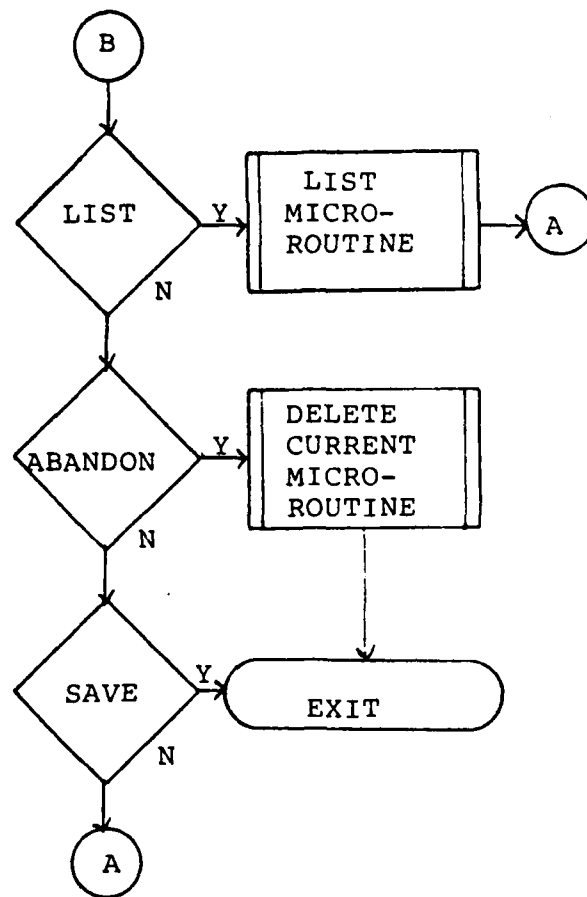 B
LIST
Y
LIST
MICRO-
ROUTINE
A
N
ABANDON
Y
DELETE
CURRENT
MICRO-
ROUTINE
N
SAVE
Y
EXIT
N
A